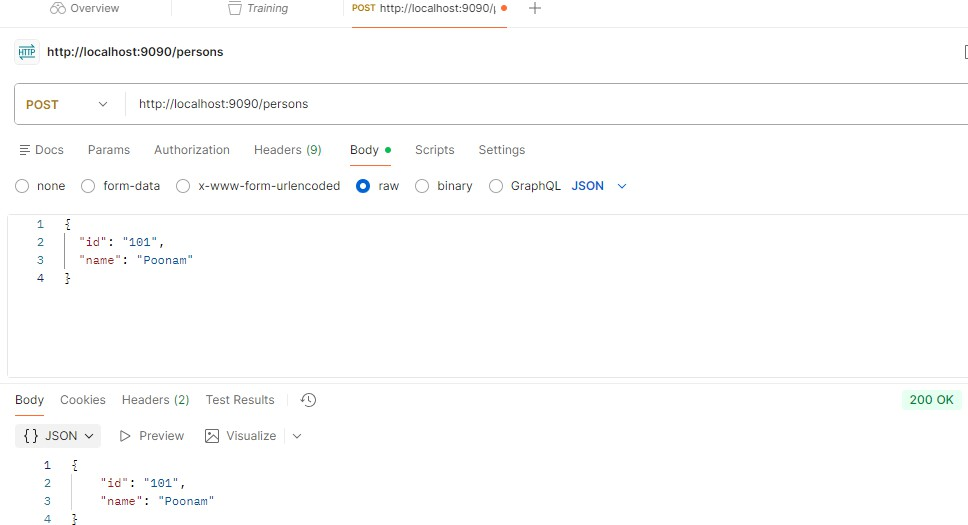 Overview Training POST http://localhost:9090/p +
HTTP http://localhost:9090/persons
POST http://localhost:9090/persons
Docs Params Authorization Headers (9) Body Scripts Settings
none form-data x-www-form-urlencoded raw binary GraphQL JSON
1 {
2 "id": "101",
3 "name": "Poonam"
4 }
Body Cookies Headers (2) Test Results 200 OK
{} JSON Preview Visualize
1 {
2 "id": "101",
3 "name": "Poonam"
4 }